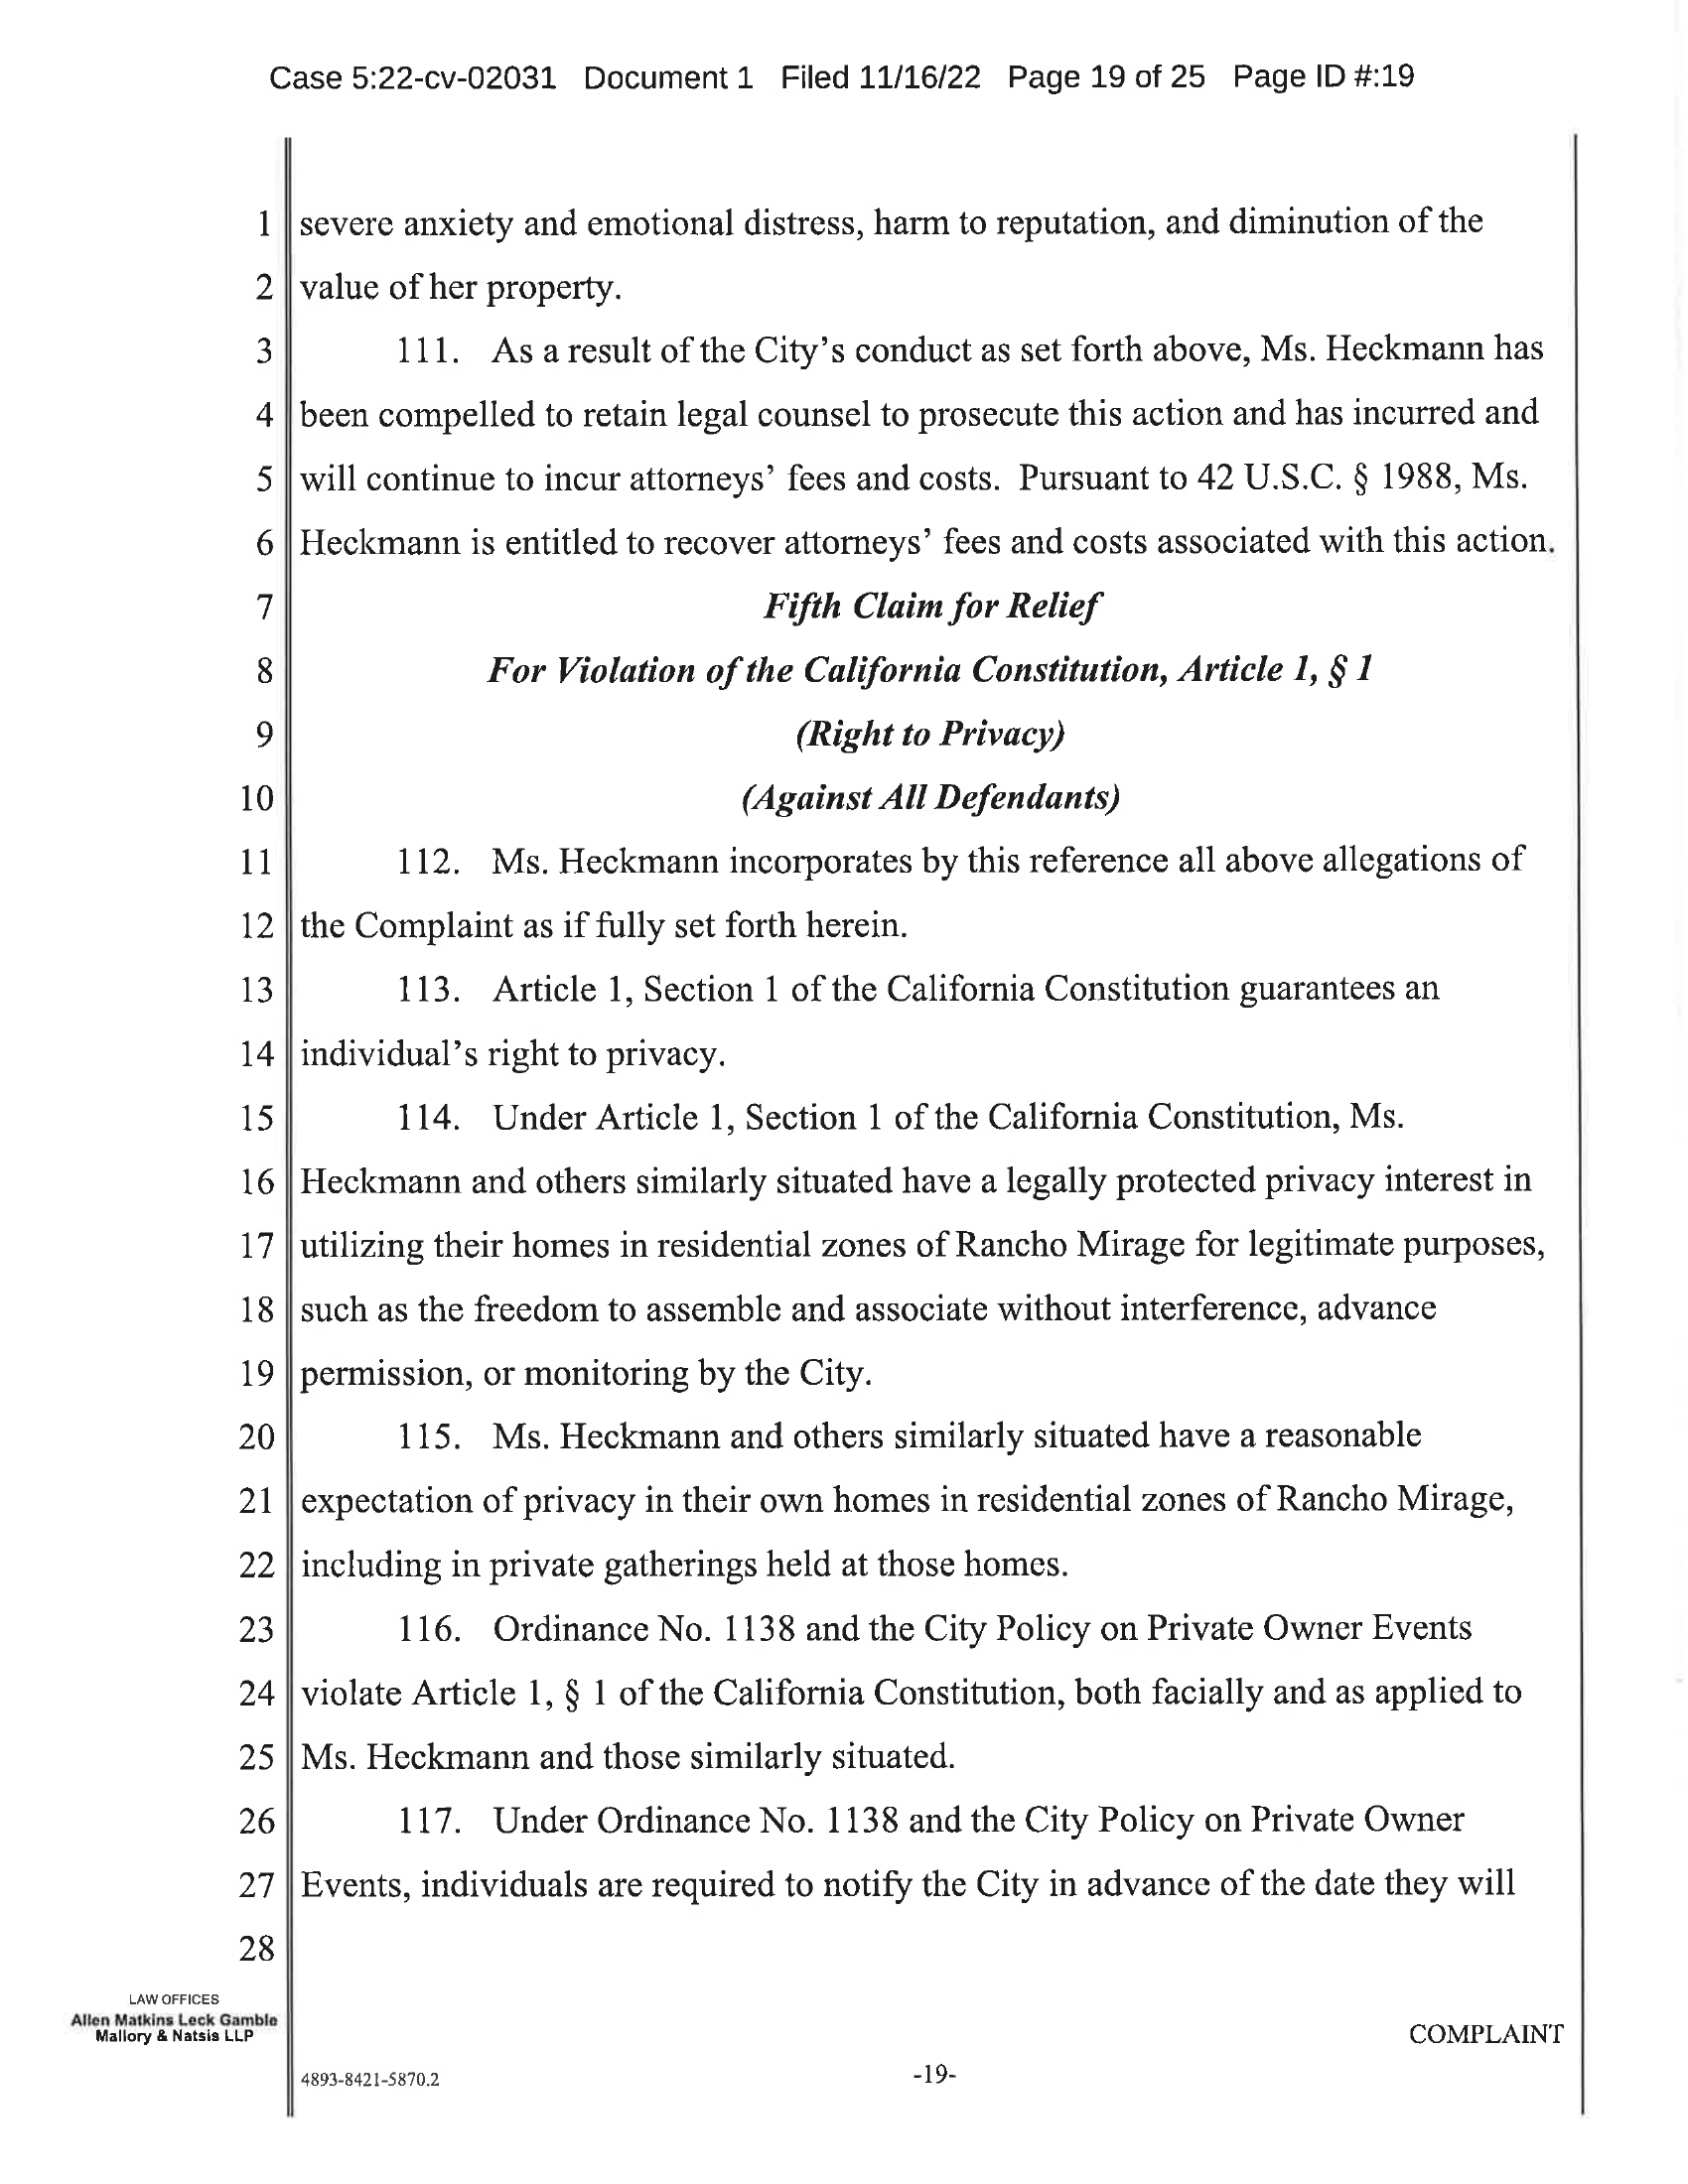 Case 5:22-cv-02031 Document 1 Filed 11/16/22 Page 19 of 25 Page ID #:19
1 severe anxiety and emotional distress, harm to reputation, and diminution of the
2 value of her property.
3 111. As a result of the City's conduct as set forth above, Ms. Heckmann has
4 been compelled to retain legal counsel to prosecute this action and has incurred and
5 will continue to incur attorneys' fees and costs. Pursuant to 42 U.S.C. § 1988, Ms.
6 Heckmann is entitled to recover attorneys' fees and costs associated with this action.
7 Fifth Claim for Relief
8 For Violation of the California Constitution, Article 1, § 1
9 (Right to Privacy)
10 (Against All Defendants)
11 112. Ms. Heckmann incorporates by this reference all above allegations of
12 the Complaint as if fully set forth herein.
13 113. Article 1, Section 1 of the California Constitution guarantees an
14 individual's right to privacy.
15 114. Under Article 1, Section 1 of the California Constitution, Ms.
16 Heckmann and others similarly situated have a legally protected privacy interest in
17 utilizing their homes in residential zones of Rancho Mirage for legitimate purposes,
18 such as the freedom to assemble and associate without interference, advance
19 permission, or monitoring by the City.
20 115. Ms. Heckmann and others similarly situated have a reasonable
21 expectation of privacy in their own homes in residential zones of Rancho Mirage,
22 including in private gatherings held at those homes.
23 116. Ordinance No. 1138 and the City Policy on Private Owner Events
24 violate Article 1, § 1 of the California Constitution, both facially and as applied to
25 Ms. Heckmann and those similarly situated.
26 117. Under Ordinance No. 1138 and the City Policy on Private Owner
27 Events, individuals are required to notify the City in advance of the date they will
28
LAW OFFICES
Allen Matkins Leck Gamble
Mallory & Natsis LLP
COMPLAINT
4893-8421-5870.2
-19-